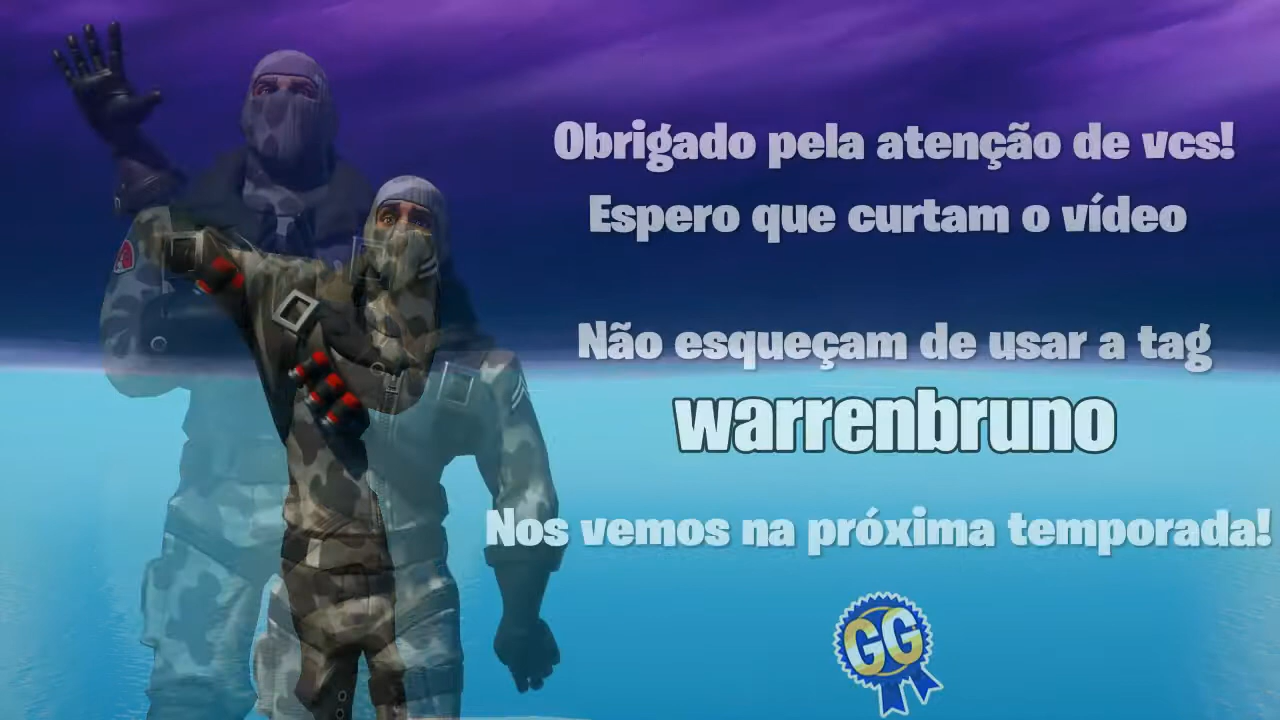 Obrigado pela atenção de vcs!
Espero que curtam o vídeo
Não esqueçam de usar a tag
warrenbruno
Nos vemos na próxima temporada!
GG